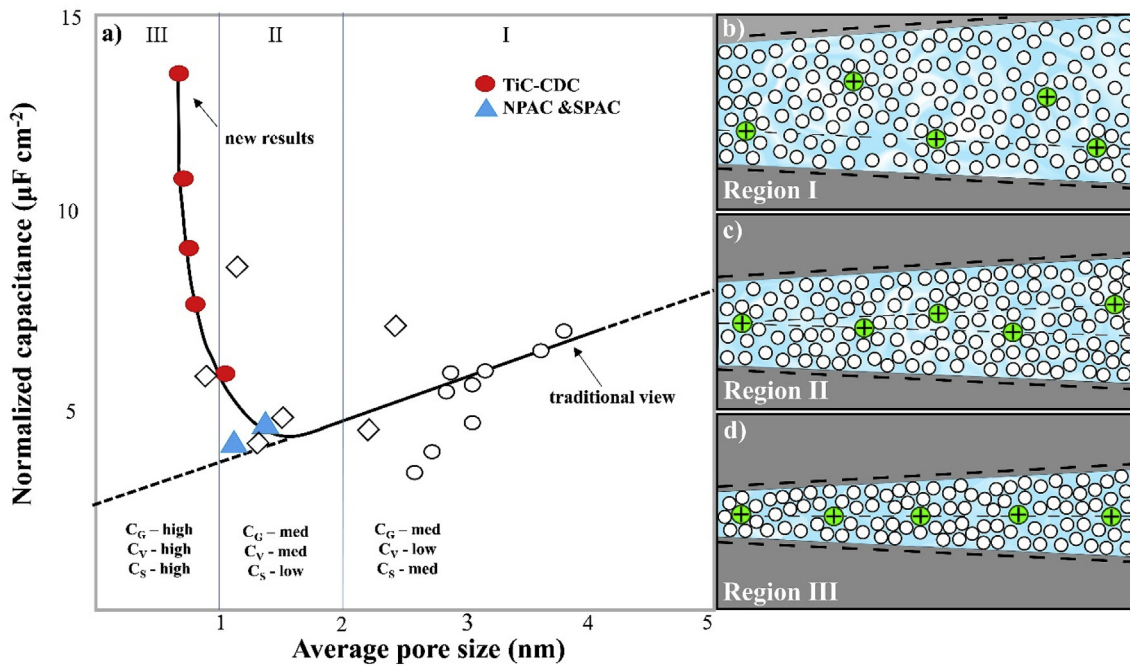 a)
III
II
I
15
10
5
1
2
3
4
5
Normalized capacitance (µF cm⁻²)
Average pore size (nm)
TiC-CDC
NPAC &SPAC
new results
traditional view
C_G – high
C_V - high
C_S - high
C_G – med
C_V – med
C_S – low
C_G – med
C_V – low
C_S – med
b)
+
+
+
+
+
Region I
c)
+
+
+
+
+
Region II
d)
+
+
+
+
+
Region III